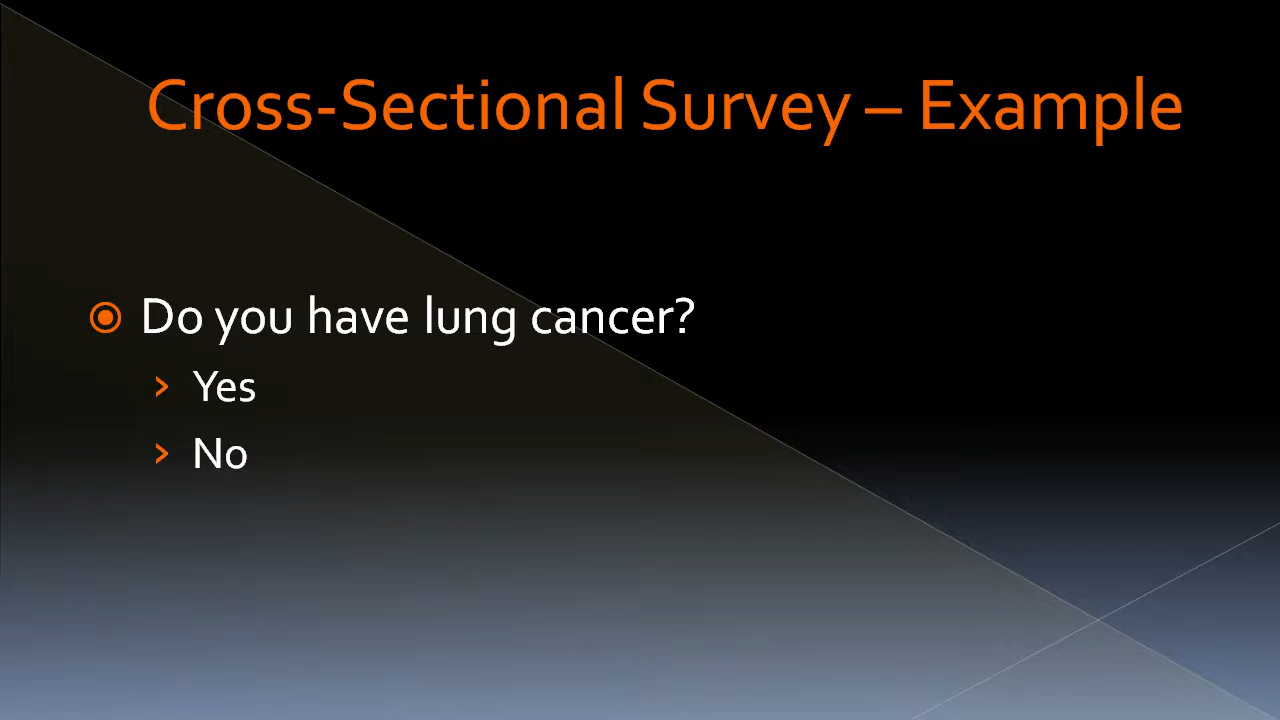 Cross-Sectional Survey – Example
Do you have lung cancer?
Yes
No